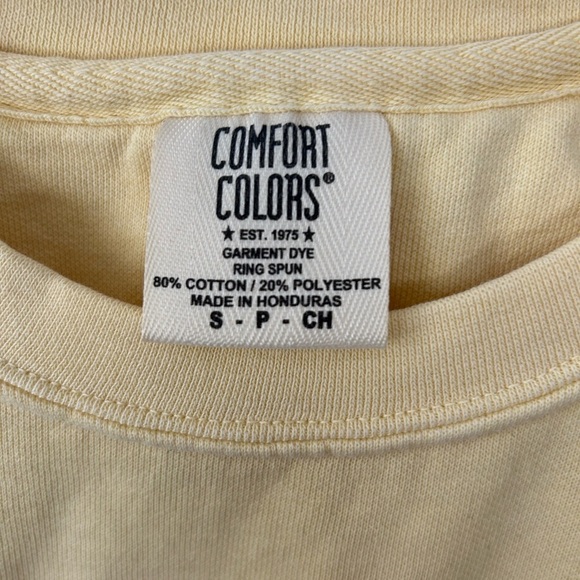 COMFORT
COLORS®
★ EST. 1975 ★
GARMENT DYE
RING SPUN
80% COTTON / 20% POLYESTER
MADE IN HONDURAS
S - P - CH